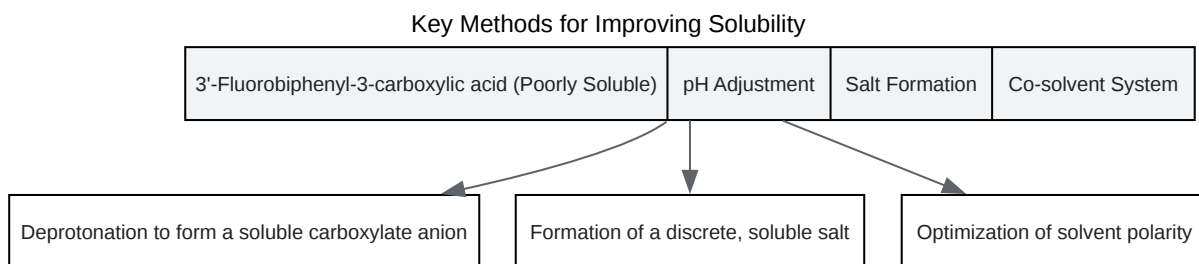 Key Methods for Improving Solubility
3'-Fluorobiphenyl-3-carboxylic acid (Poorly Soluble)
pH Adjustment
Salt Formation
Co-solvent System
Deprotonation to form a soluble carboxylate anion
Formation of a discrete, soluble salt
Optimization of solvent polarity